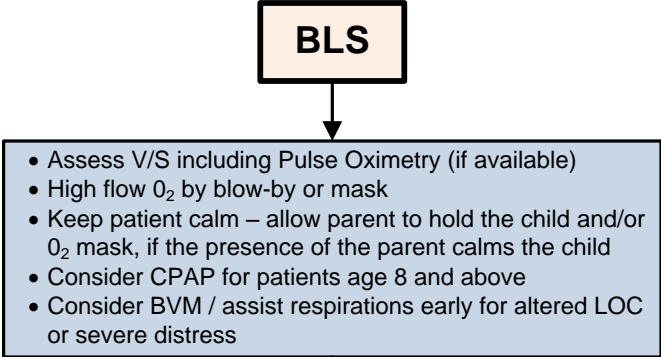 BLS
• Assess V/S including Pulse Oximetry (if available)
• High flow 0₂ by blow-by or mask
• Keep patient calm – allow parent to hold the child and/or
0₂ mask, if the presence of the parent calms the child
• Consider CPAP for patients age 8 and above
• Consider BVM / assist respirations early for altered LOC
or severe distress